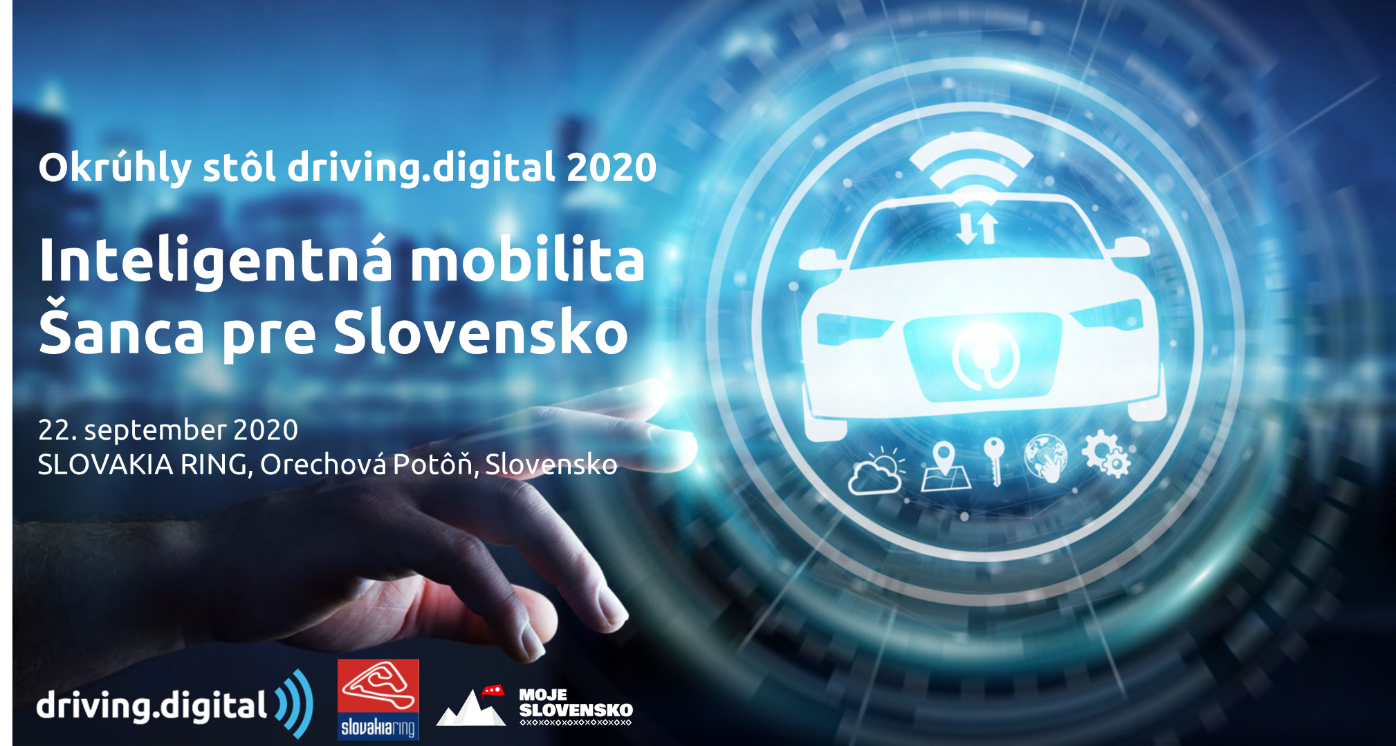 Okrúhly stôl driving.digital 2020
Inteligentná mobilita
Šanca pre Slovensko
22. september 2020
SLOVAKIA RING, Orechová Potôň, Slovensko
driving.digital
slovakiaring
MOJE
SLOVENSKO